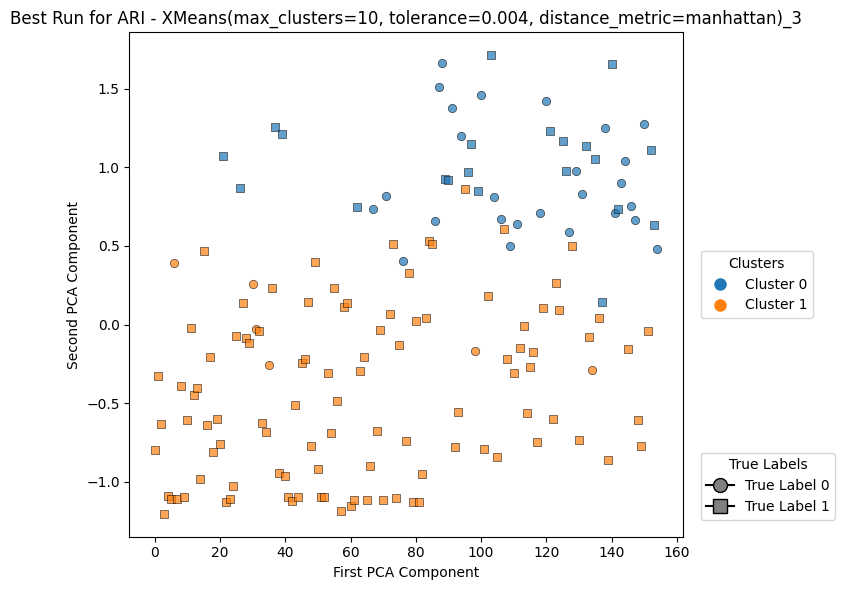 Best Run for ARI - XMeans(max_clusters=10, tolerance=0.004, distance_metric=manhattan)_3
Second PCA Component
1.5
1.0
0.5
0.0
−0.5
−1.0
0 20 40 60 80 100 120 140 160
First PCA Component
Clusters
Cluster 0
Cluster 1
True Labels
True Label 0
True Label 1